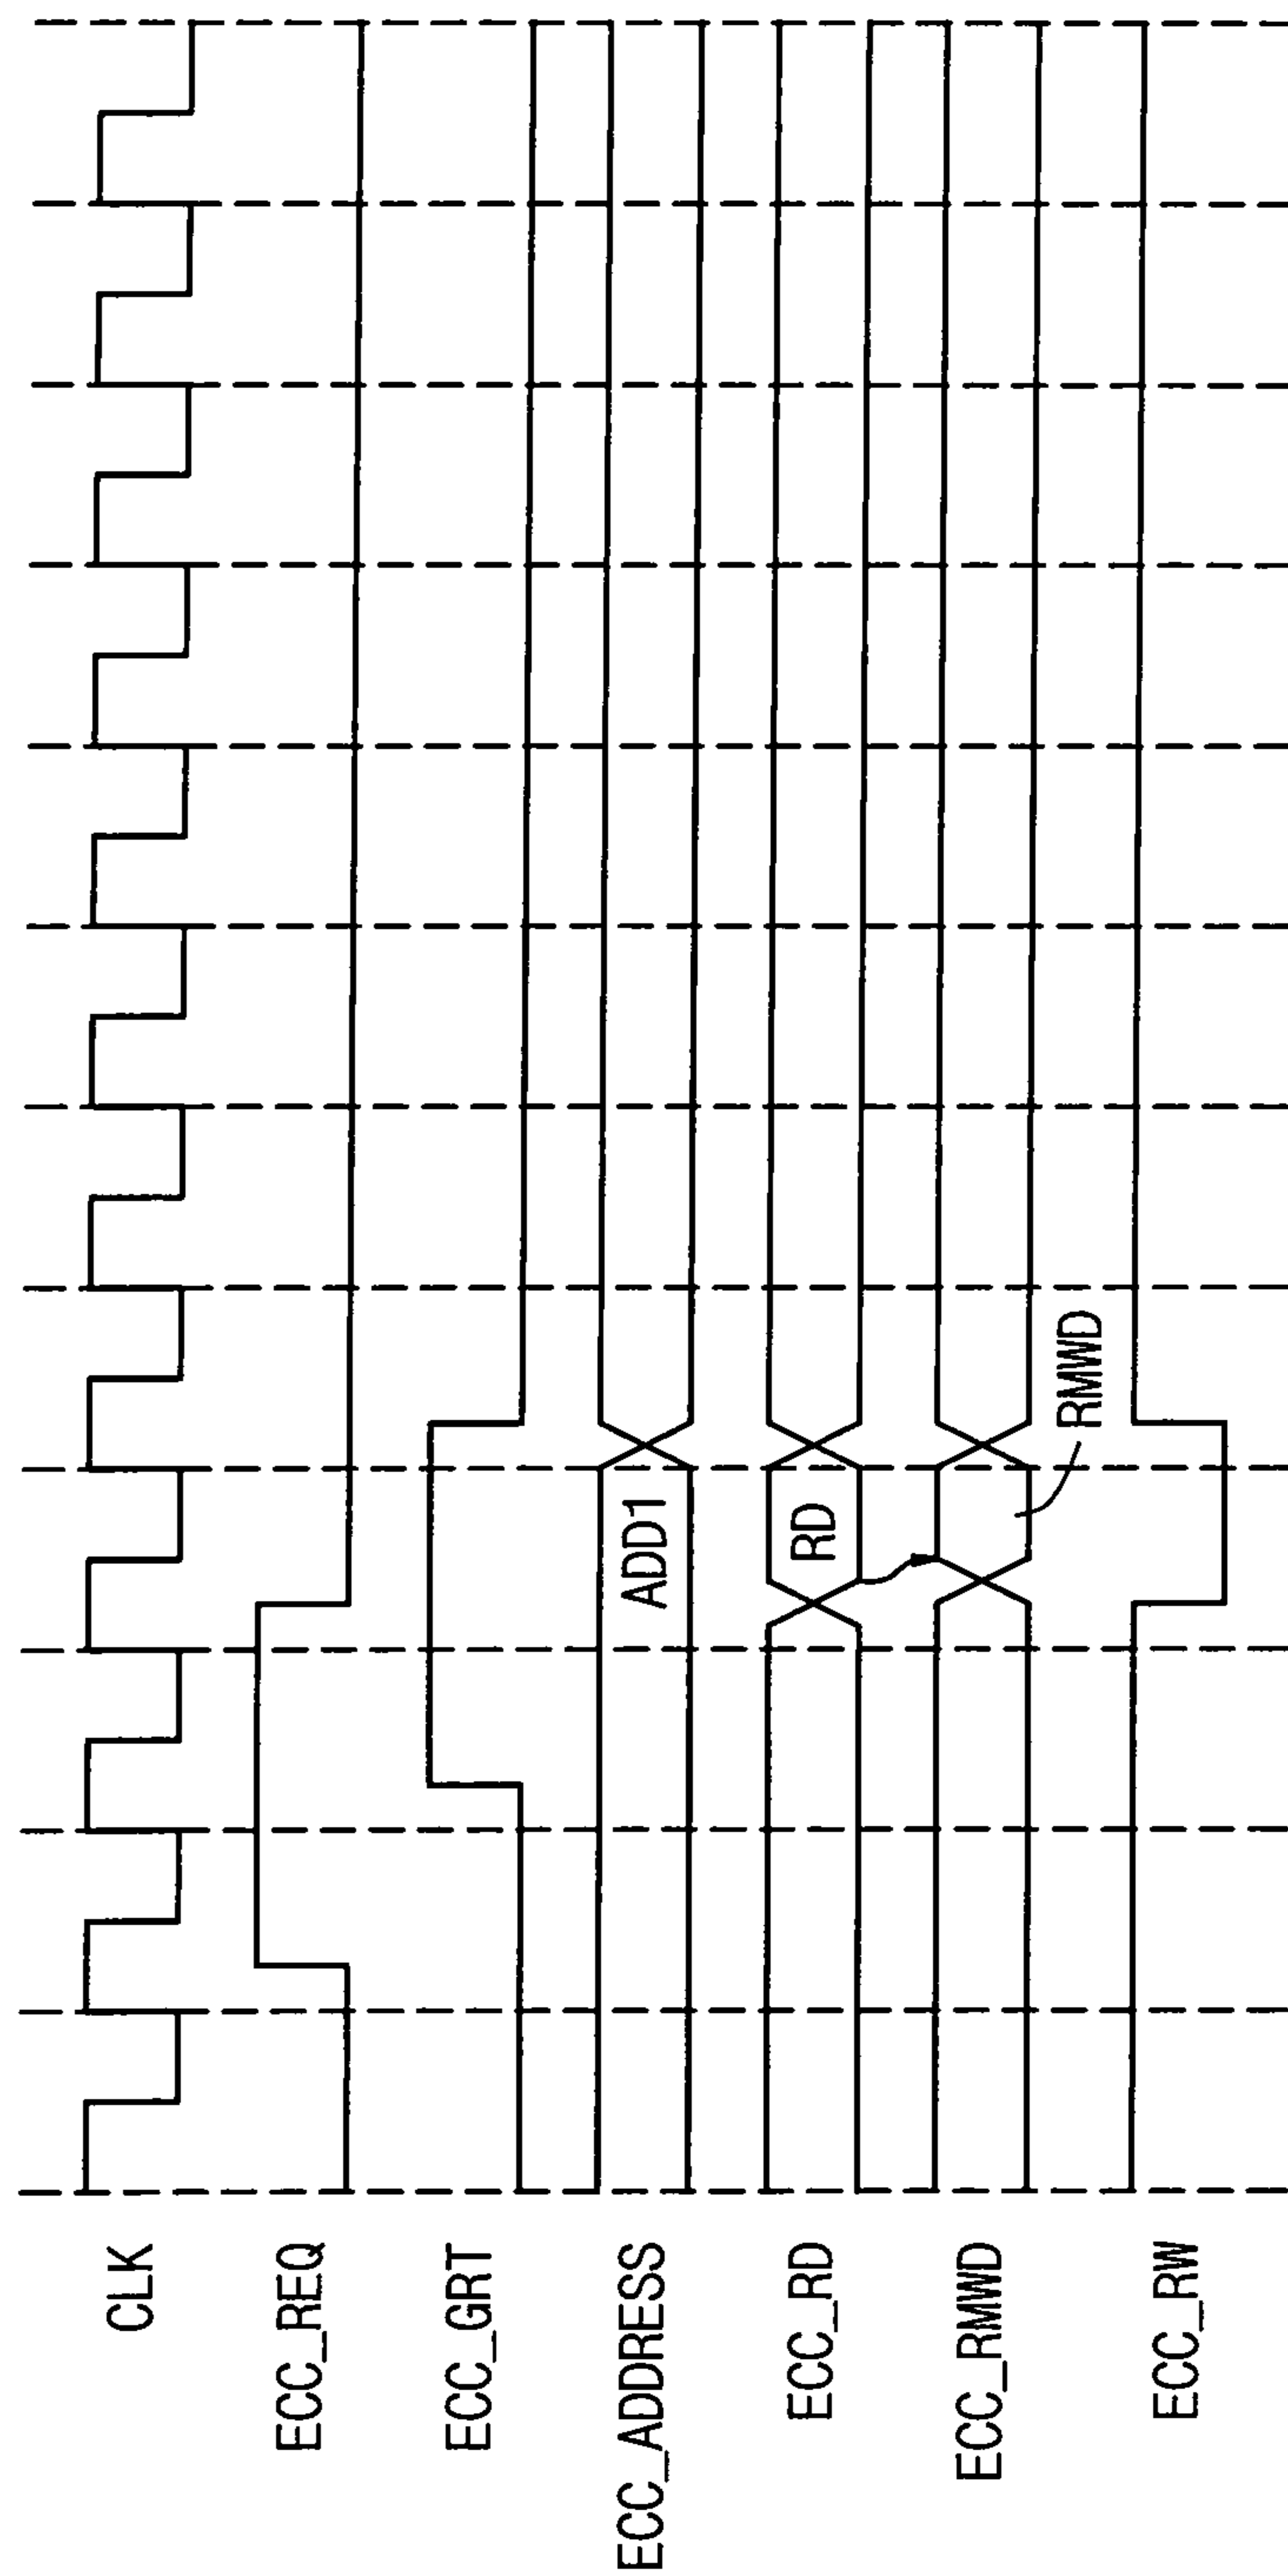 CLK
ECC_REQ
ECC_GRT
ECC_ADDRESS
ADD1
ECC_RD
RD
ECC_RMWD
RMWD
ECC_RW